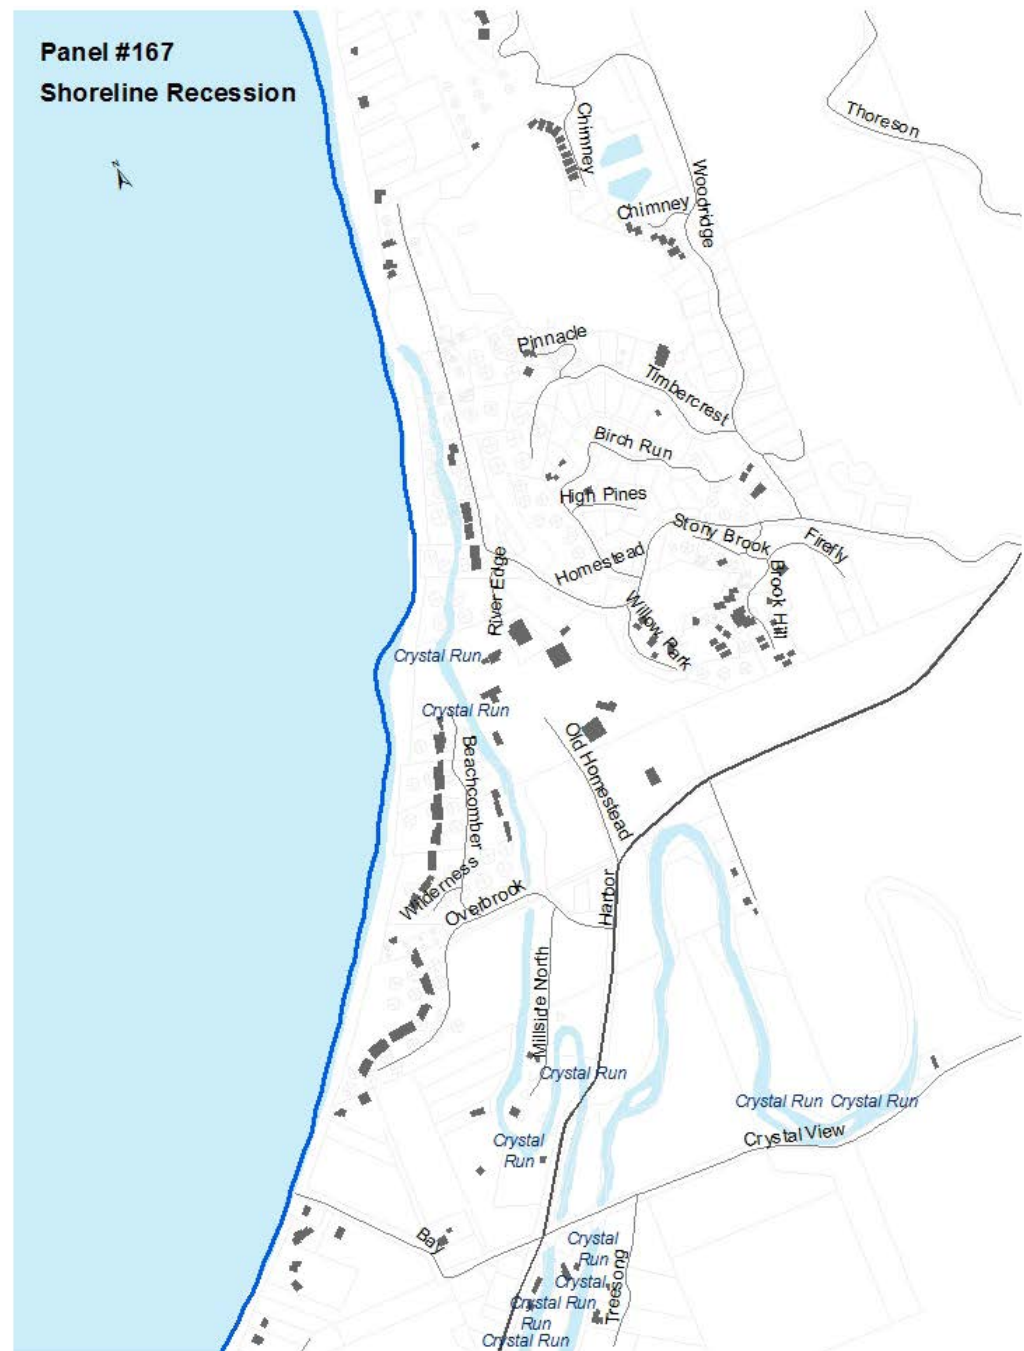 Panel #167
Shoreline Recession
N
Thoreson
Chimney
Woodridge
Chimney
Pinnacle
Timbercrest
Birch Run
High Pines
Stony Brook
Firefly
Homestead
River Edge
Brook Hill
Willow Park
Crystal Run
Crystal Run
Beachcomber
Old Homestead
Wilderness
Overbrook
Harbor
Millside North
Crystal Run
Crystal Run
Crystal Run
Crystal View
Crystal
Run
Bay
Crystal
Run
Treesong
Crystal
Crystal Run
Run
Crystal Run